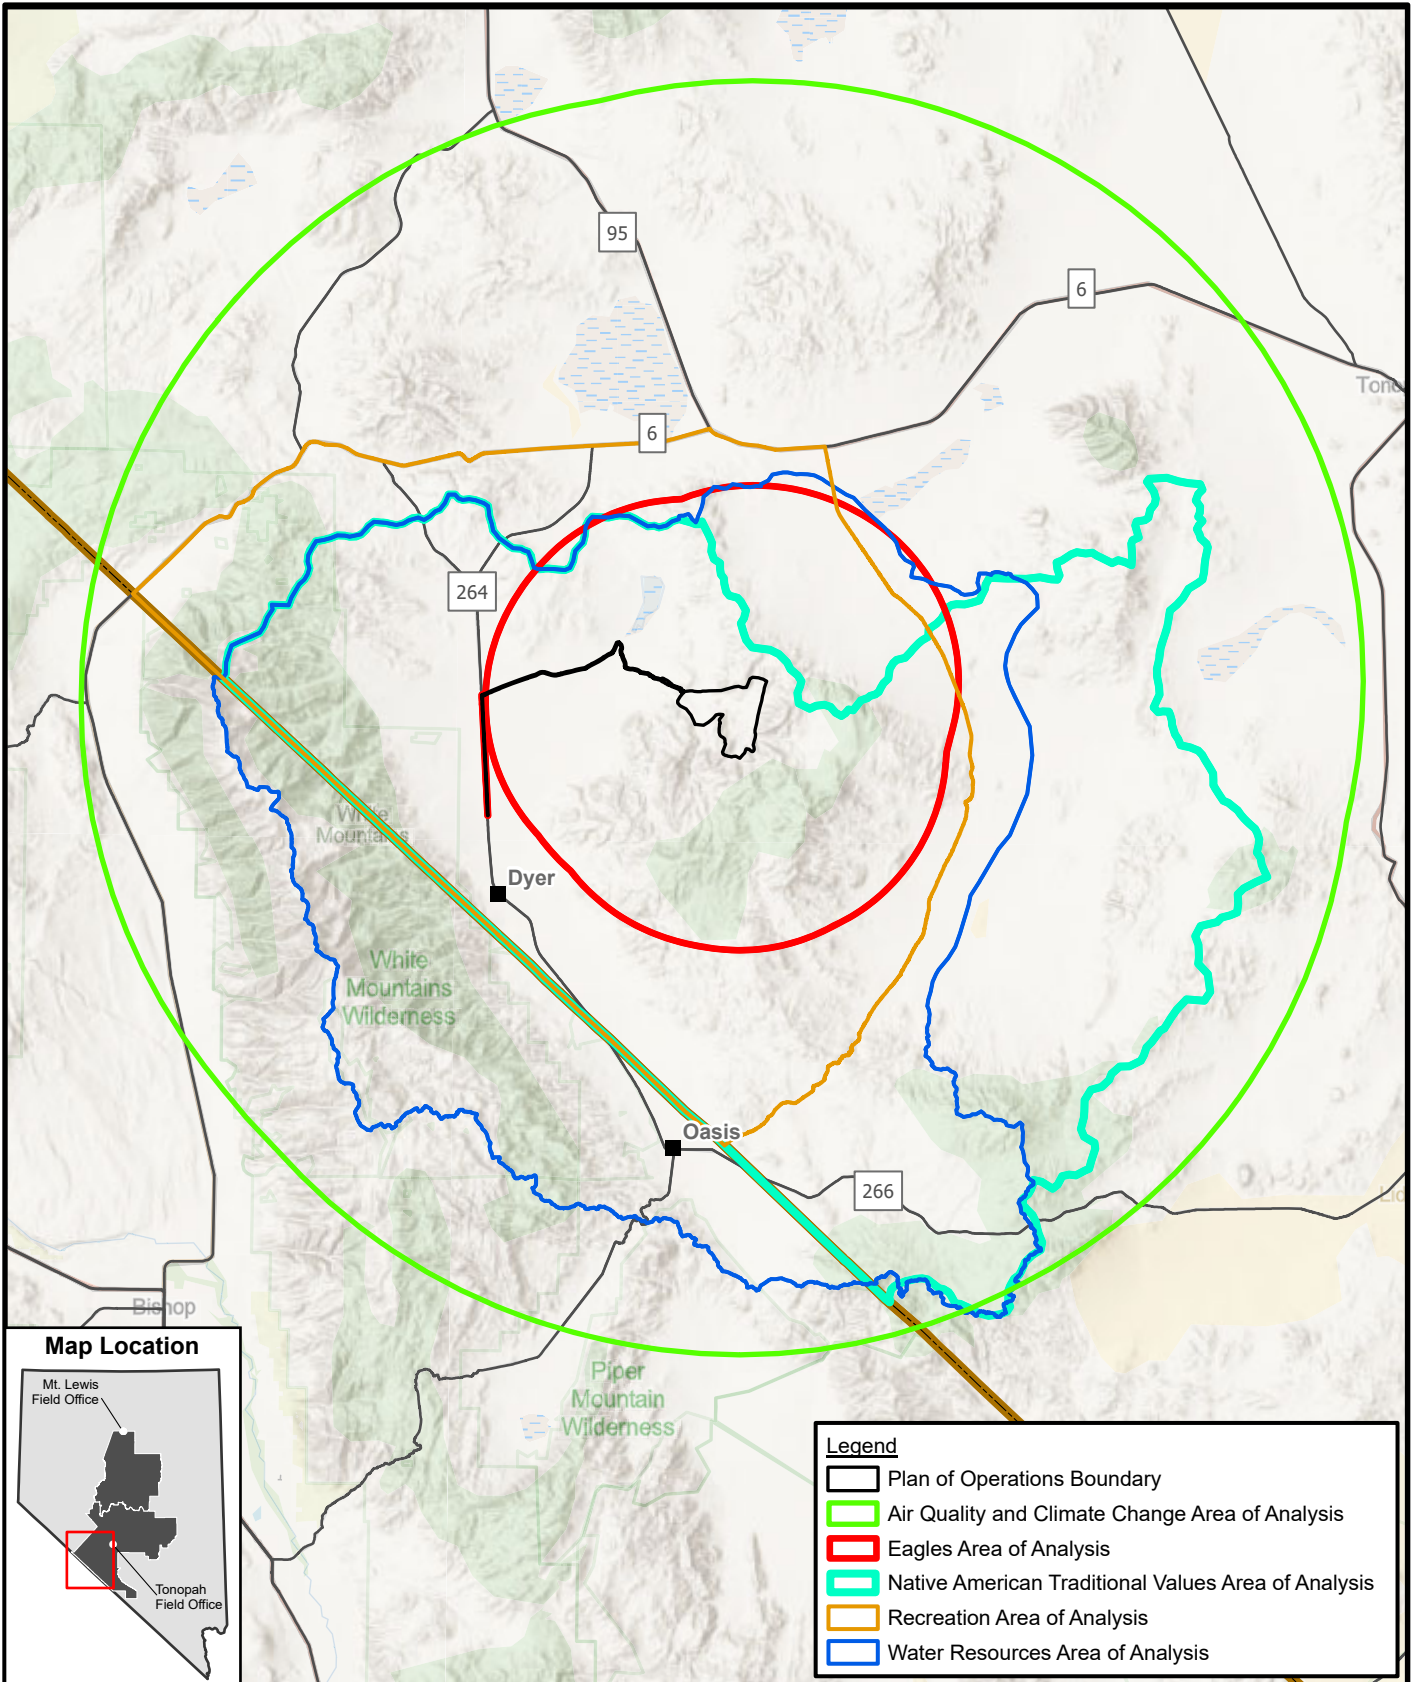 95
6
Tono
6
264
White
Mountains
Dyer
White
Mountains
Wilderness
Oasis
266
Lid
Bishop
Piper
Mountain
Wilderness
Map Location
Mt. Lewis
Field Office
Tonopah
Field Office
Legend
Plan of Operations Boundary
Air Quality and Climate Change Area of Analysis
Eagles Area of Analysis
Native American Traditional Values Area of Analysis
Recreation Area of Analysis
Water Resources Area of Analysis